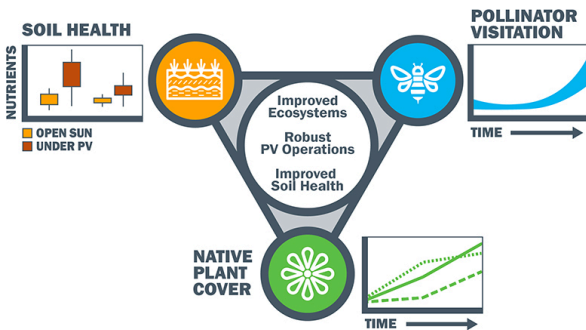 SOIL HEALTH
NUTRIENTS
OPEN SUN
UNDER PV
POLLINATOR
VISITATION
TIME
Improved
Ecosystems
Robust
PV Operations
Improved
Soil Health
NATIVE
PLANT
COVER
TIME